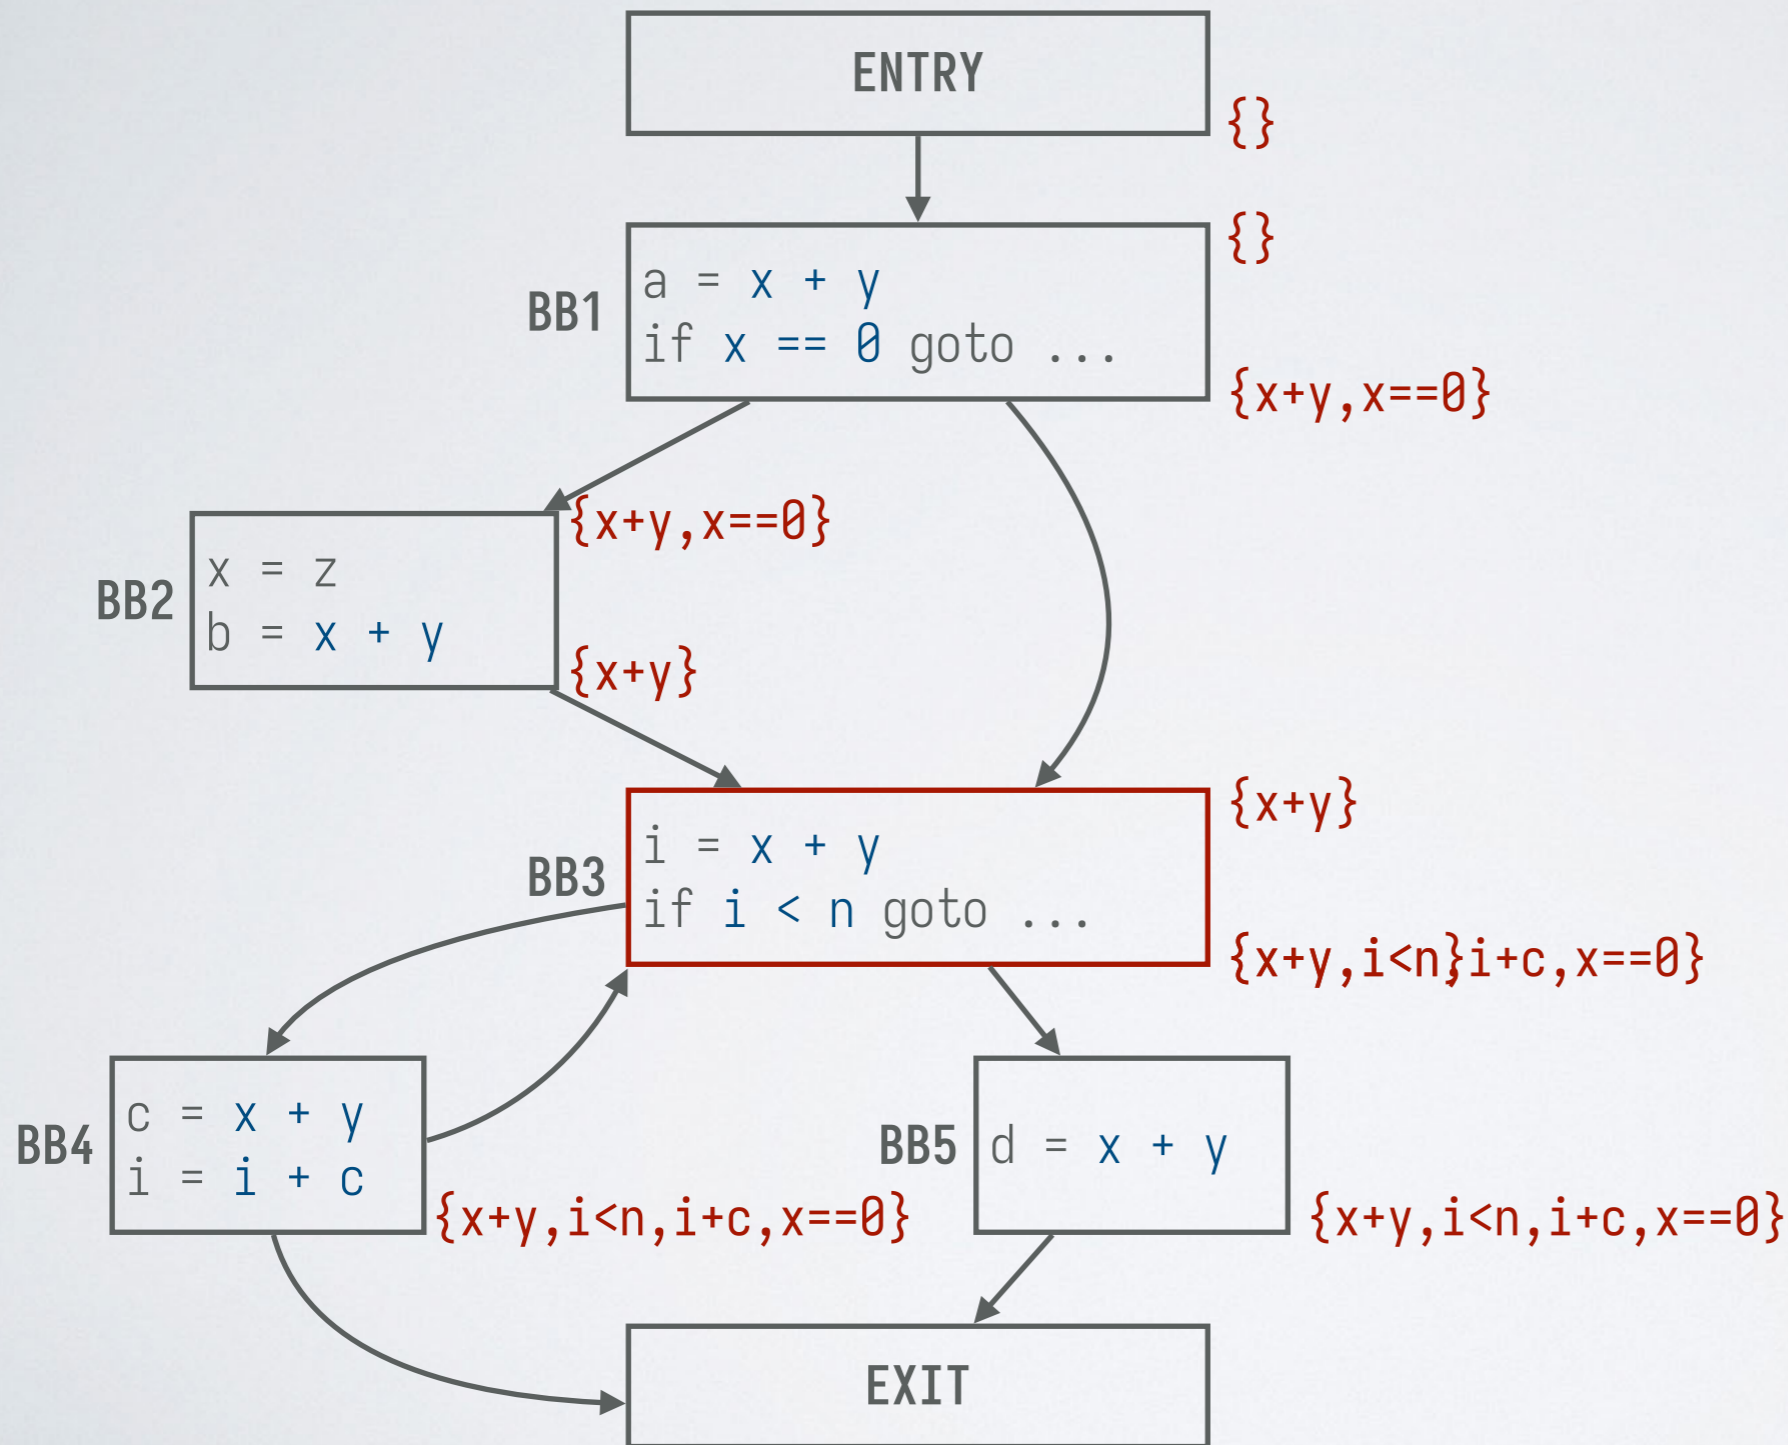 ENTRY
{}
{}
BB1
a = x + y
if x == 0 goto ...
{x+y,x==0}
{x+y,x==0}
BB2
x = z
b = x + y
{x+y}
{x+y}
BB3
i = x + y
if i < n goto ...
{x+y,i<n}i+c,x==0}
BB4
c = x + y
i = i + c
{x+y,i<n,i+c,x==0}
BB5
d = x + y
{x+y,i<n,i+c,x==0}
EXIT